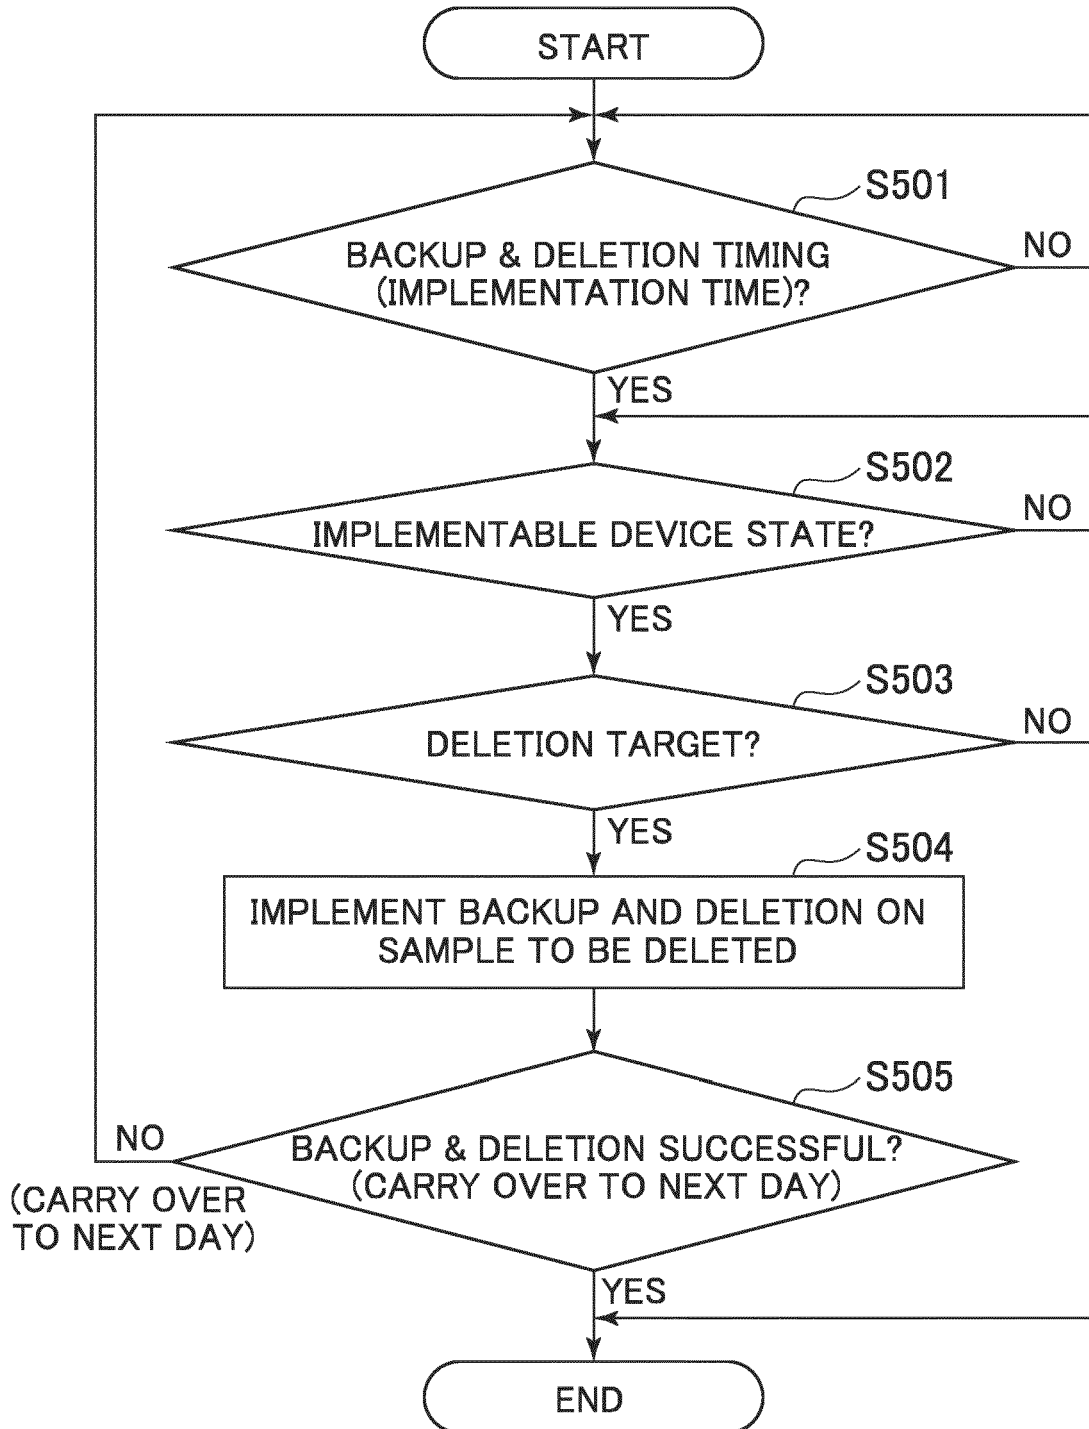 START
S501
BACKUP & DELETION TIMING
(IMPLEMENTATION TIME)?
NO
YES
S502
IMPLEMENTABLE DEVICE STATE?
NO
YES
S503
DELETION TARGET?
NO
YES
S504
IMPLEMENT BACKUP AND DELETION ON
SAMPLE TO BE DELETED
S505
BACKUP & DELETION SUCCESSFUL?
(CARRY OVER TO NEXT DAY)
NO
(CARRY OVER
TO NEXT DAY)
YES
END